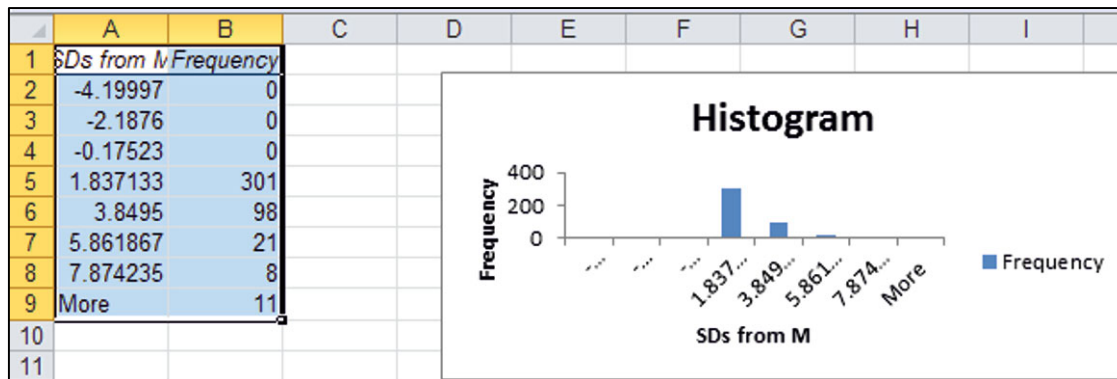 A B C D E F G H I
1 SDs from M Frequency
2 -4.19997 0
3 -2.1876 0
4 -0.17523 0
5 1.837133 301
6 3.8495 98
7 5.861867 21
8 7.874235 8
9 More 11
10
11
Histogram
Frequency
400
200
0
-... -... -... 1.837... 3.849... 5.861... 7.874... More
SDs from M
Frequency